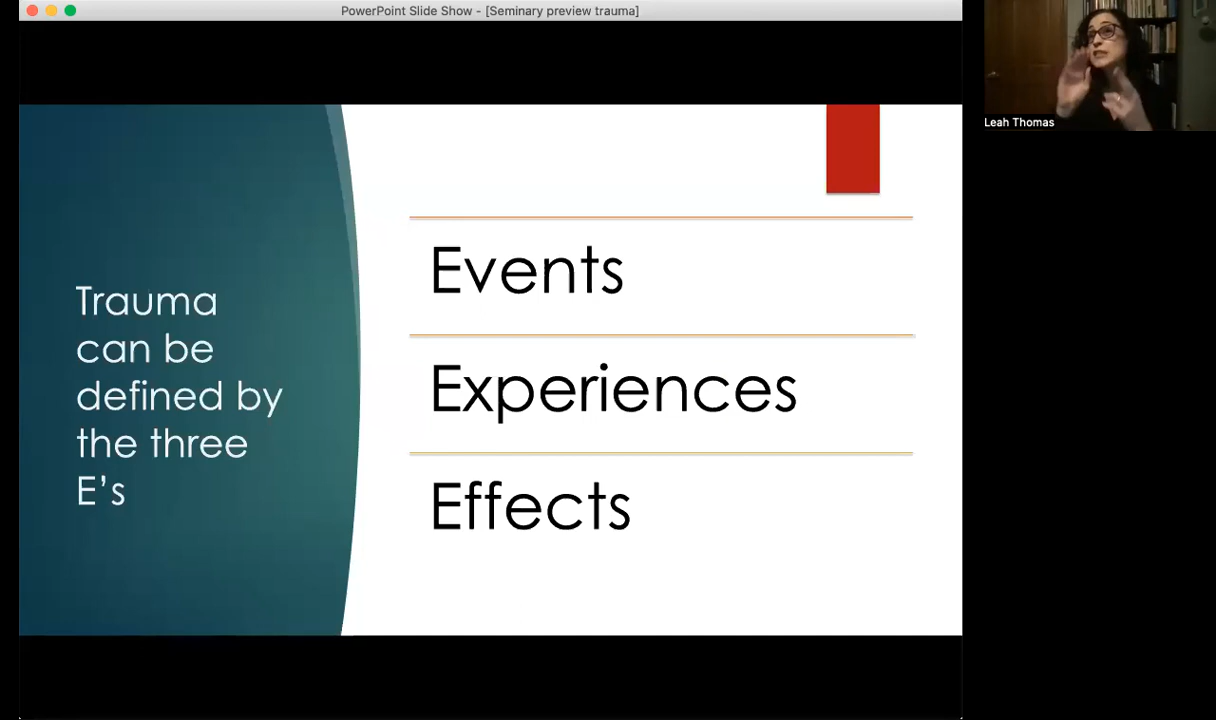 PowerPoint Slide Show - [Seminary preview trauma]
Leah Thomas
Trauma
can be
defined by
the three
E’s
Events
Experiences
Effects